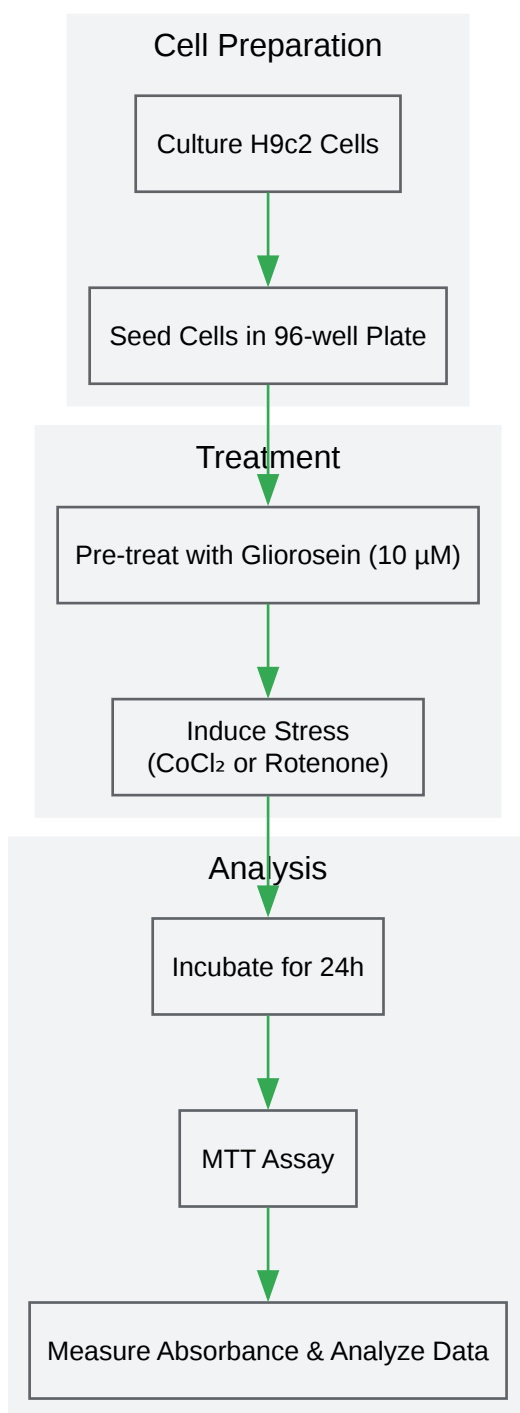 Cell Preparation
Culture H9c2 Cells
Seed Cells in 96-well Plate
Treatment
Pre-treat with Gliorosein (10 µM)
Induce Stress
(CoCl₂ or Rotenone)
Analysis
Incubate for 24h
MTT Assay
Measure Absorbance & Analyze Data